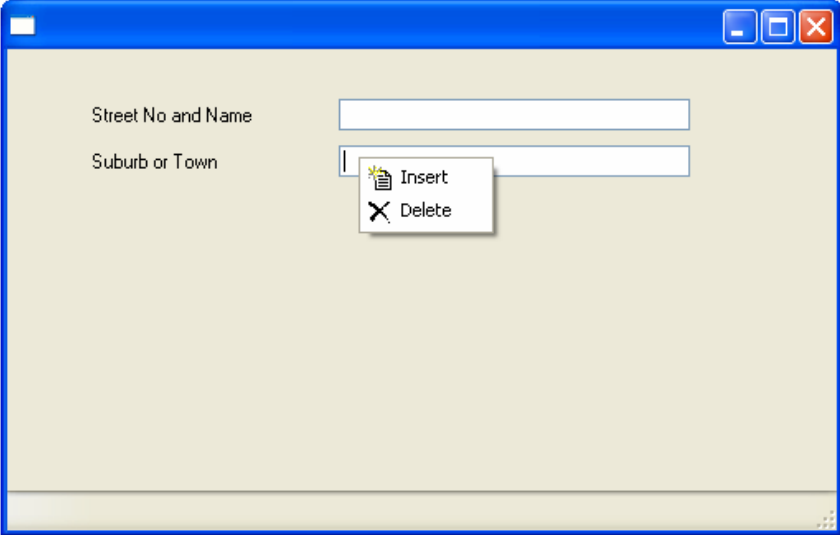 Street No and Name
Suburb or Town
Insert
Delete